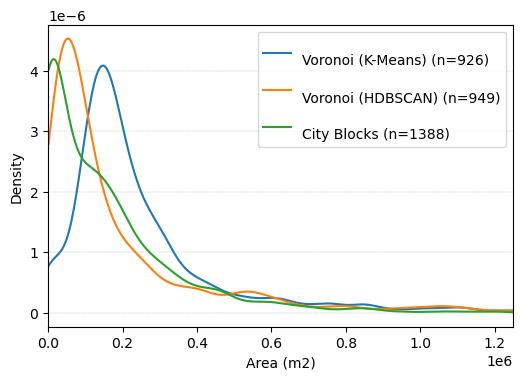 1e−6
Voronoi (K-Means) (n=926)
Voronoi (HDBSCAN) (n=949)
City Blocks (n=1388)
4
3
2
1
0
Density
0.0 0.2 0.4 0.6 0.8 1.0 1.2
1e6
Area (m2)